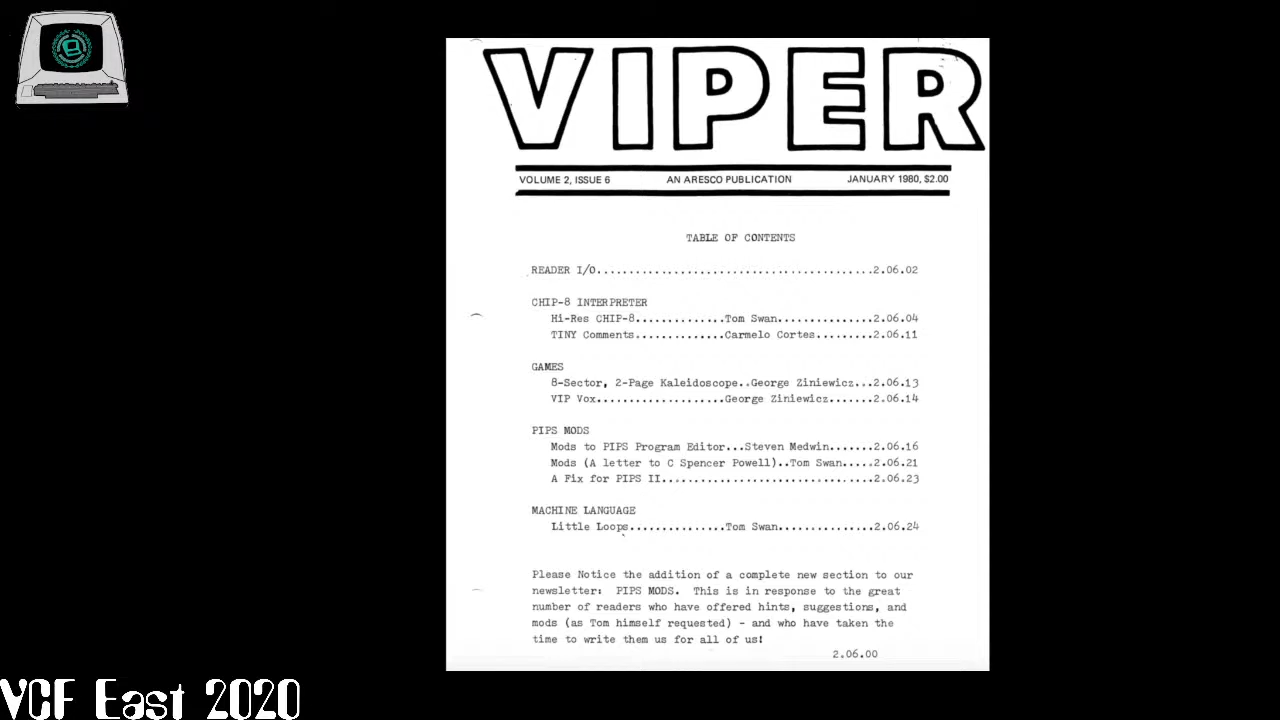 VIPER
VOLUME 2, ISSUE 6 AN ARESCO PUBLICATION JANUARY 1980, $2.00
TABLE OF CONTENTS
READER I/O...........................................2.06.02
CHIP-8 INTERPRETER
Hi-Res CHIP-8..............Tom Swan...............2.06.04
TINY Comments..............Carmelo Cortes.........2.06.11
GAMES
8-Sector, 2-Page Kaleidoscope..George Ziniewicz...2.06.13
VIP Vox....................George Ziniewicz.......2.06.14
PIPS MODS
Mods to PIPS Program Editor...Steven Medwin.......2.06.16
Mods (A letter to C Spencer Powell)..Tom Swan.....2.06.21
A Fix for PIPS II.................................2.06.23
MACHINE LANGUAGE
Little Loops...............Tom Swan...............2.06.24
Please Notice the addition of a complete new section to our
newsletter: PIPS MODS. This is in response to the great
number of readers who have offered hints, suggestions, and
mods (as Tom himself requested) - and who have taken the
time to write them us for all of us!
2.06.00
VCF East 2020